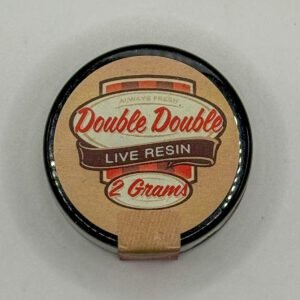 ALWAYS FRESH
Double Double
LIVE RESIN
2 Grams